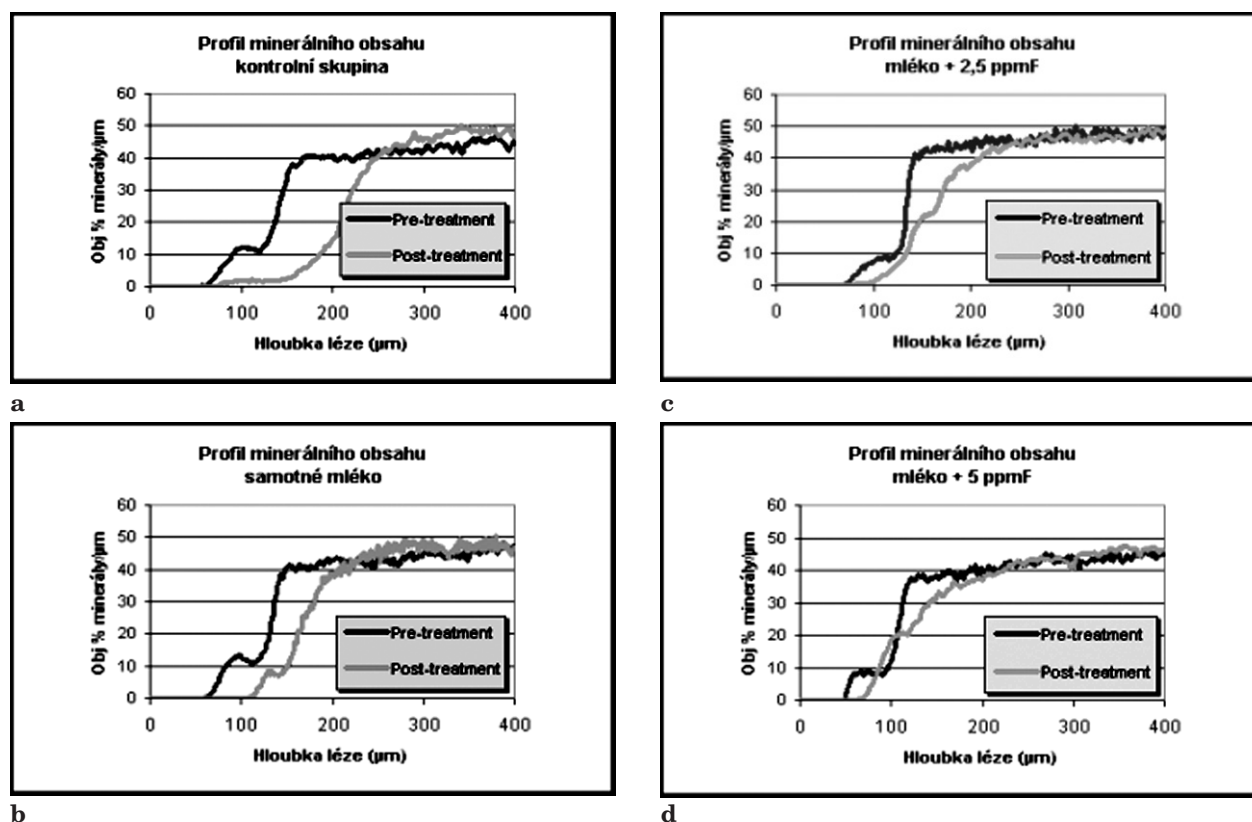 Profil minerálního obsahu
kontrolní skupina
Obj % minerály/µm
60
50
40
30
20
10
0
Pre-treatment
Post-treatment
0 100 200 300 400
Hloubka léze (µm)
a
Profil minerálního obsahu
samotné mléko
Obj % minerály/µm
60
50
40
30
20
10
0
Pre-treatment
Post-treatment
0 100 200 300 400
Hloubka léze (µm)
b
Profil minerálního obsahu
mléko + 2,5 ppmF
Obj % minerály/µm
60
50
40
30
20
10
0
Pre-treatment
Post-treatment
0 100 200 300 400
Hloubka léze (µm)
c
Profil minerálního obsahu
mléko + 5 ppmF
Obj % minerály/µm
60
50
40
30
20
10
0
Pre-treatment
Post-treatment
0 100 200 300 400
Hloubka léze (µm)
d